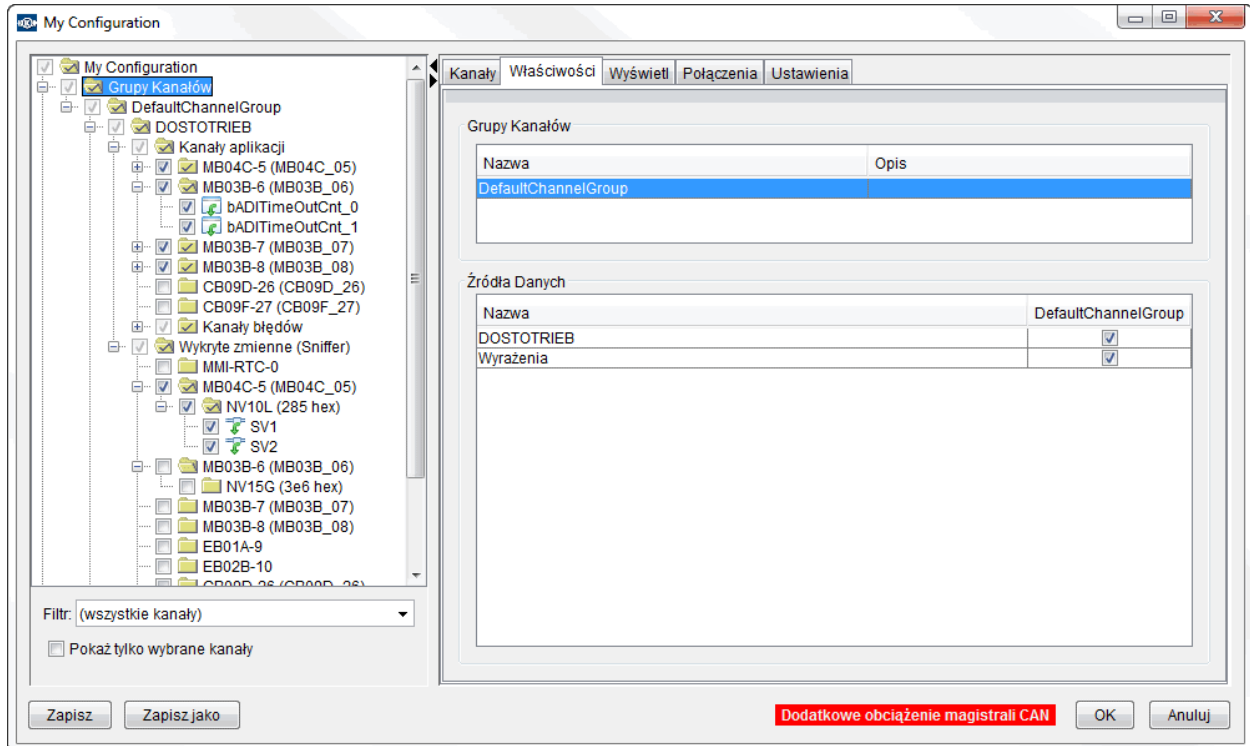 My Configuration
My Configuration
Grupy Kanałów
DefaultChannelGroup
DOSTOTRIEB
Kanały aplikacji
MB04C-5 (MB04C_05)
MB03B-6 (MB03B_06)
bADITimeOutCnt_0
bADITimeOutCnt_1
MB03B-7 (MB03B_07)
MB03B-8 (MB03B_08)
CB09D-26 (CB09D_26)
CB09F-27 (CB09F_27)
Kanały błędów
Wykryte zmienne (Sniffer)
MMI-RTC-0
MB04C-5 (MB04C_05)
NV10L (285 hex)
SV1
SV2
MB03B-6 (MB03B_06)
NV15G (3e6 hex)
MB03B-7 (MB03B_07)
MB03B-8 (MB03B_08)
EB01A-9
EB02B-10
CB09D-26 (CB09D_26)
Filtr: (wszystkie kanały)
Pokaż tylko wybrane kanały
Kanały Właściwości Wyświetl Połączenia Ustawienia
Grupy Kanałów
Nazwa Opis
DefaultChannelGroup
Źródła Danych
Nazwa DefaultChannelGroup
DOSTOTRIEB
Wyrażenia
Zapisz Zapisz jako Dodatkowe obciążenie magistrali CAN OK Anuluj